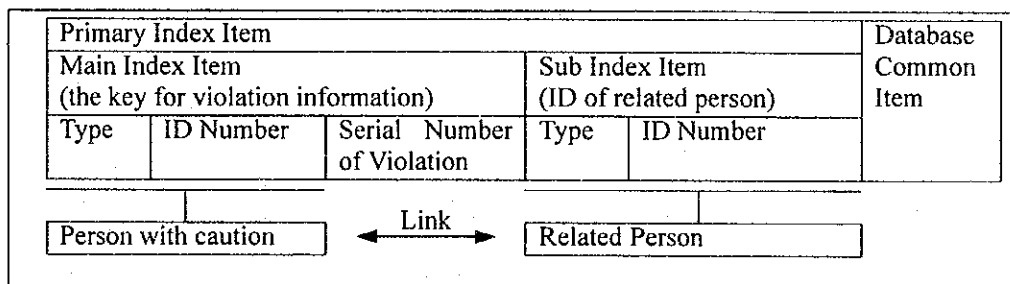 Primary Index Item
Database Common Item
Main Index Item
(the key for violation information)
Sub Index Item
(ID of related person)
Type
ID Number
Serial Number
of Violation
Type
ID Number
Person with caution
Link
Related Person